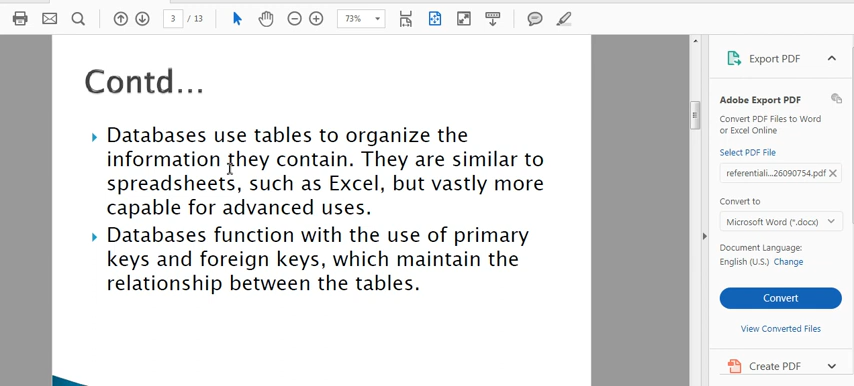 3 / 13
73%
Contd...
Databases use tables to organize the
information they contain. They are similar to
spreadsheets, such as Excel, but vastly more
capable for advanced uses.
Databases function with the use of primary
keys and foreign keys, which maintain the
relationship between the tables.
Export PDF
Adobe Export PDF
Convert PDF Files to Word
or Excel Online
Select PDF File
referentiali...26090754.pdf
Convert to
Microsoft Word (*.docx)
Document Language:
English (U.S.) Change
Convert
View Converted Files
Create PDF